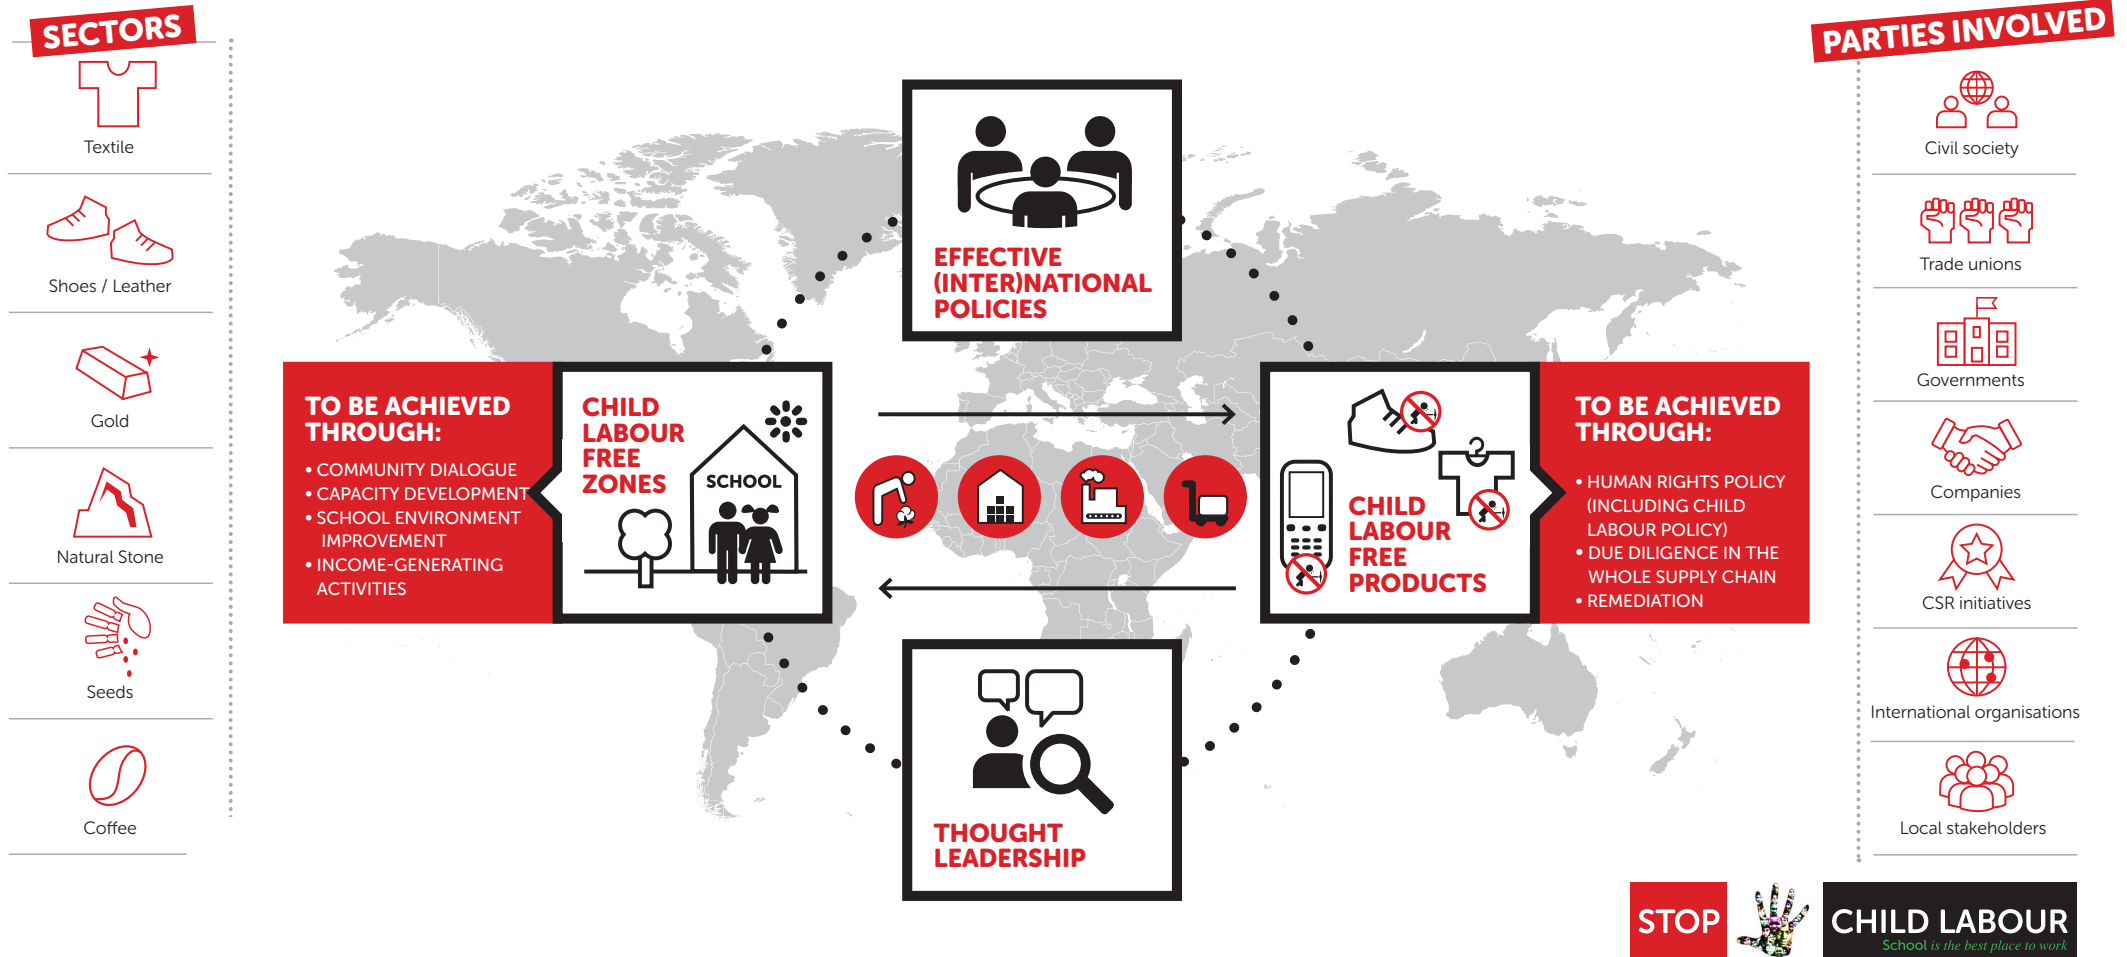 SECTORS
Textile
Shoes / Leather
Gold
Natural Stone
Seeds
Coffee
EFFECTIVE
(INTER)NATIONAL
POLICIES
TO BE ACHIEVED
THROUGH:
• COMMUNITY DIALOGUE
• CAPACITY DEVELOPMENT
• SCHOOL ENVIRONMENT
IMPROVEMENT
• INCOME-GENERATING
ACTIVITIES
CHILD
LABOUR
FREE
ZONES
SCHOOL
CHILD
LABOUR
FREE
PRODUCTS
TO BE ACHIEVED
THROUGH:
• HUMAN RIGHTS POLICY
(INCLUDING CHILD
LABOUR POLICY)
• DUE DILIGENCE IN THE
WHOLE SUPPLY CHAIN
• REMEDIATION
THOUGHT
LEADERSHIP
PARTIES INVOLVED
Civil society
Trade unions
Governments
Companies
CSR initiatives
International organisations
Local stakeholders
STOP CHILD LABOUR
School is the best place to work